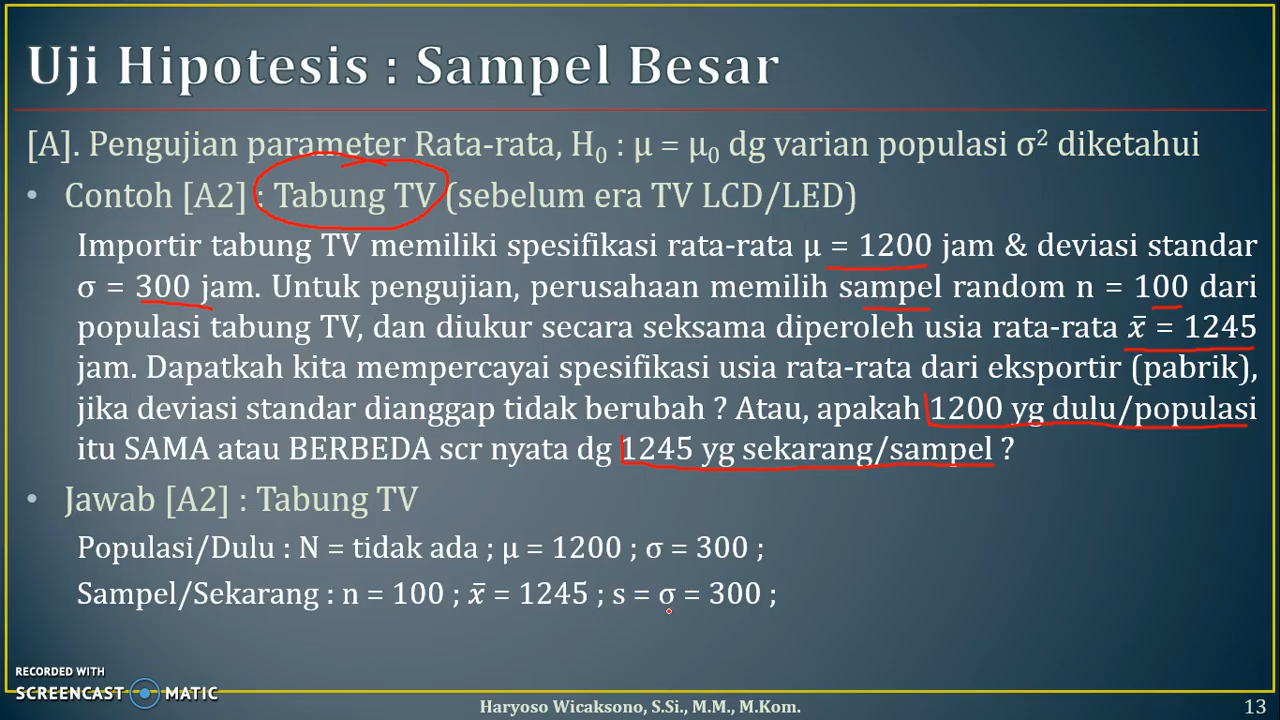 Uji Hipotesis : Sampel Besar
[A]. Pengujian parameter Rata-rata, H₀ : μ = μ₀ dg varian populasi σ² diketahui
• Contoh [A2] : Tabung TV (sebelum era TV LCD/LED)
Importir tabung TV memiliki spesifikasi rata-rata μ = 1200 jam & deviasi standar
σ = 300 jam. Untuk pengujian, perusahaan memilih sampel random n = 100 dari
populasi tabung TV, dan diukur secara seksama diperoleh usia rata-rata x̄ = 1245
jam. Dapatkah kita mempercayai spesifikasi usia rata-rata dari eksportir (pabrik),
jika deviasi standar dianggap tidak berubah ? Atau, apakah 1200 yg dulu/populasi
itu SAMA atau BERBEDA scr nyata dg 1245 yg sekarang/sampel ?
• Jawab [A2] : Tabung TV
Populasi/Dulu : N = tidak ada ; μ = 1200 ; σ = 300 ;
Sampel/Sekarang : n = 100 ; x̄ = 1245 ; s = σ = 300 ;
RECORDED WITH
SCREENCAST MATIC
Haryoso Wicaksono, S.Si., M.M., M.Kom.
13